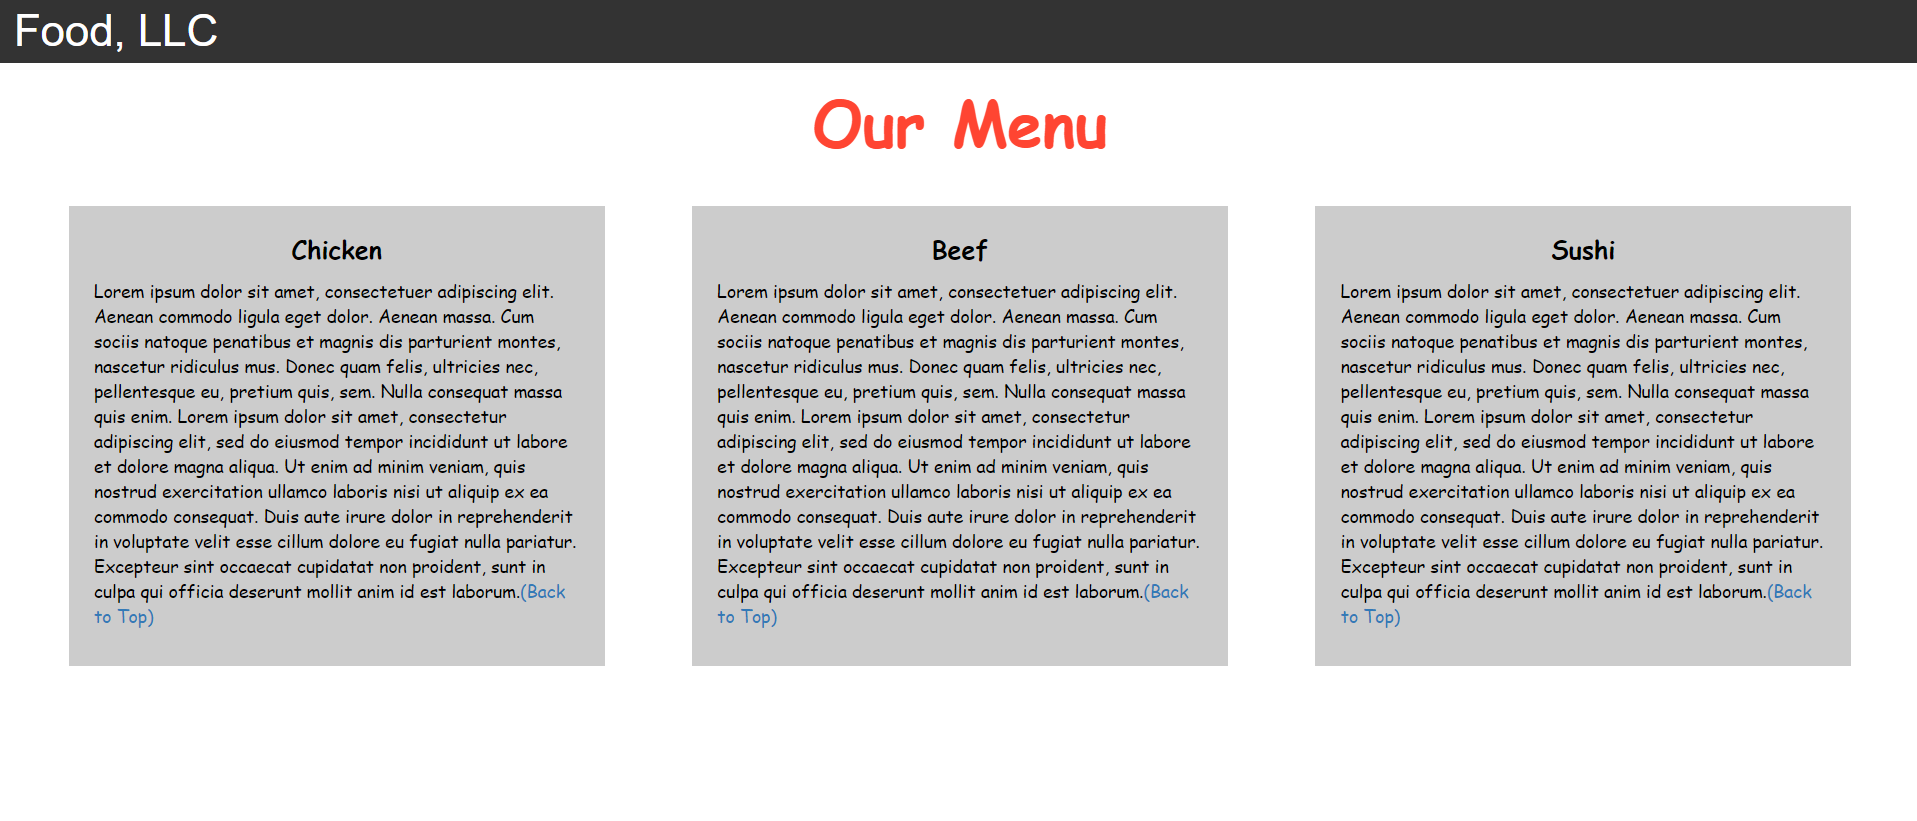 Food, LLC
Our Menu
Chicken
Lorem ipsum dolor sit amet, consectetuer adipiscing elit.
Aenean commodo ligula eget dolor. Aenean massa. Cum
sociis natoque penatibus et magnis dis parturient montes,
nascetur ridiculus mus. Donec quam felis, ultricies nec,
pellentesque eu, pretium quis, sem. Nulla consequat massa
quis enim. Lorem ipsum dolor sit amet, consectetur
adipiscing elit, sed do eiusmod tempor incididunt ut labore
et dolore magna aliqua. Ut enim ad minim veniam, quis
nostrud exercitation ullamco laboris nisi ut aliquip ex ea
commodo consequat. Duis aute irure dolor in reprehenderit
in voluptate velit esse cillum dolore eu fugiat nulla pariatur.
Excepteur sint occaecat cupidatat non proident, sunt in
culpa qui officia deserunt mollit anim id est laborum.(Back
to Top)
Beef
Lorem ipsum dolor sit amet, consectetuer adipiscing elit.
Aenean commodo ligula eget dolor. Aenean massa. Cum
sociis natoque penatibus et magnis dis parturient montes,
nascetur ridiculus mus. Donec quam felis, ultricies nec,
pellentesque eu, pretium quis, sem. Nulla consequat massa
quis enim. Lorem ipsum dolor sit amet, consectetur
adipiscing elit, sed do eiusmod tempor incididunt ut labore
et dolore magna aliqua. Ut enim ad minim veniam, quis
nostrud exercitation ullamco laboris nisi ut aliquip ex ea
commodo consequat. Duis aute irure dolor in reprehenderit
in voluptate velit esse cillum dolore eu fugiat nulla pariatur.
Excepteur sint occaecat cupidatat non proident, sunt in
culpa qui officia deserunt mollit anim id est laborum.(Back
to Top)
Sushi
Lorem ipsum dolor sit amet, consectetuer adipiscing elit.
Aenean commodo ligula eget dolor. Aenean massa. Cum
sociis natoque penatibus et magnis dis parturient montes,
nascetur ridiculus mus. Donec quam felis, ultricies nec,
pellentesque eu, pretium quis, sem. Nulla consequat massa
quis enim. Lorem ipsum dolor sit amet, consectetur
adipiscing elit, sed do eiusmod tempor incididunt ut labore
et dolore magna aliqua. Ut enim ad minim veniam, quis
nostrud exercitation ullamco laboris nisi ut aliquip ex ea
commodo consequat. Duis aute irure dolor in reprehenderit
in voluptate velit esse cillum dolore eu fugiat nulla pariatur.
Excepteur sint occaecat cupidatat non proident, sunt in
culpa qui officia deserunt mollit anim id est laborum.(Back
to Top)